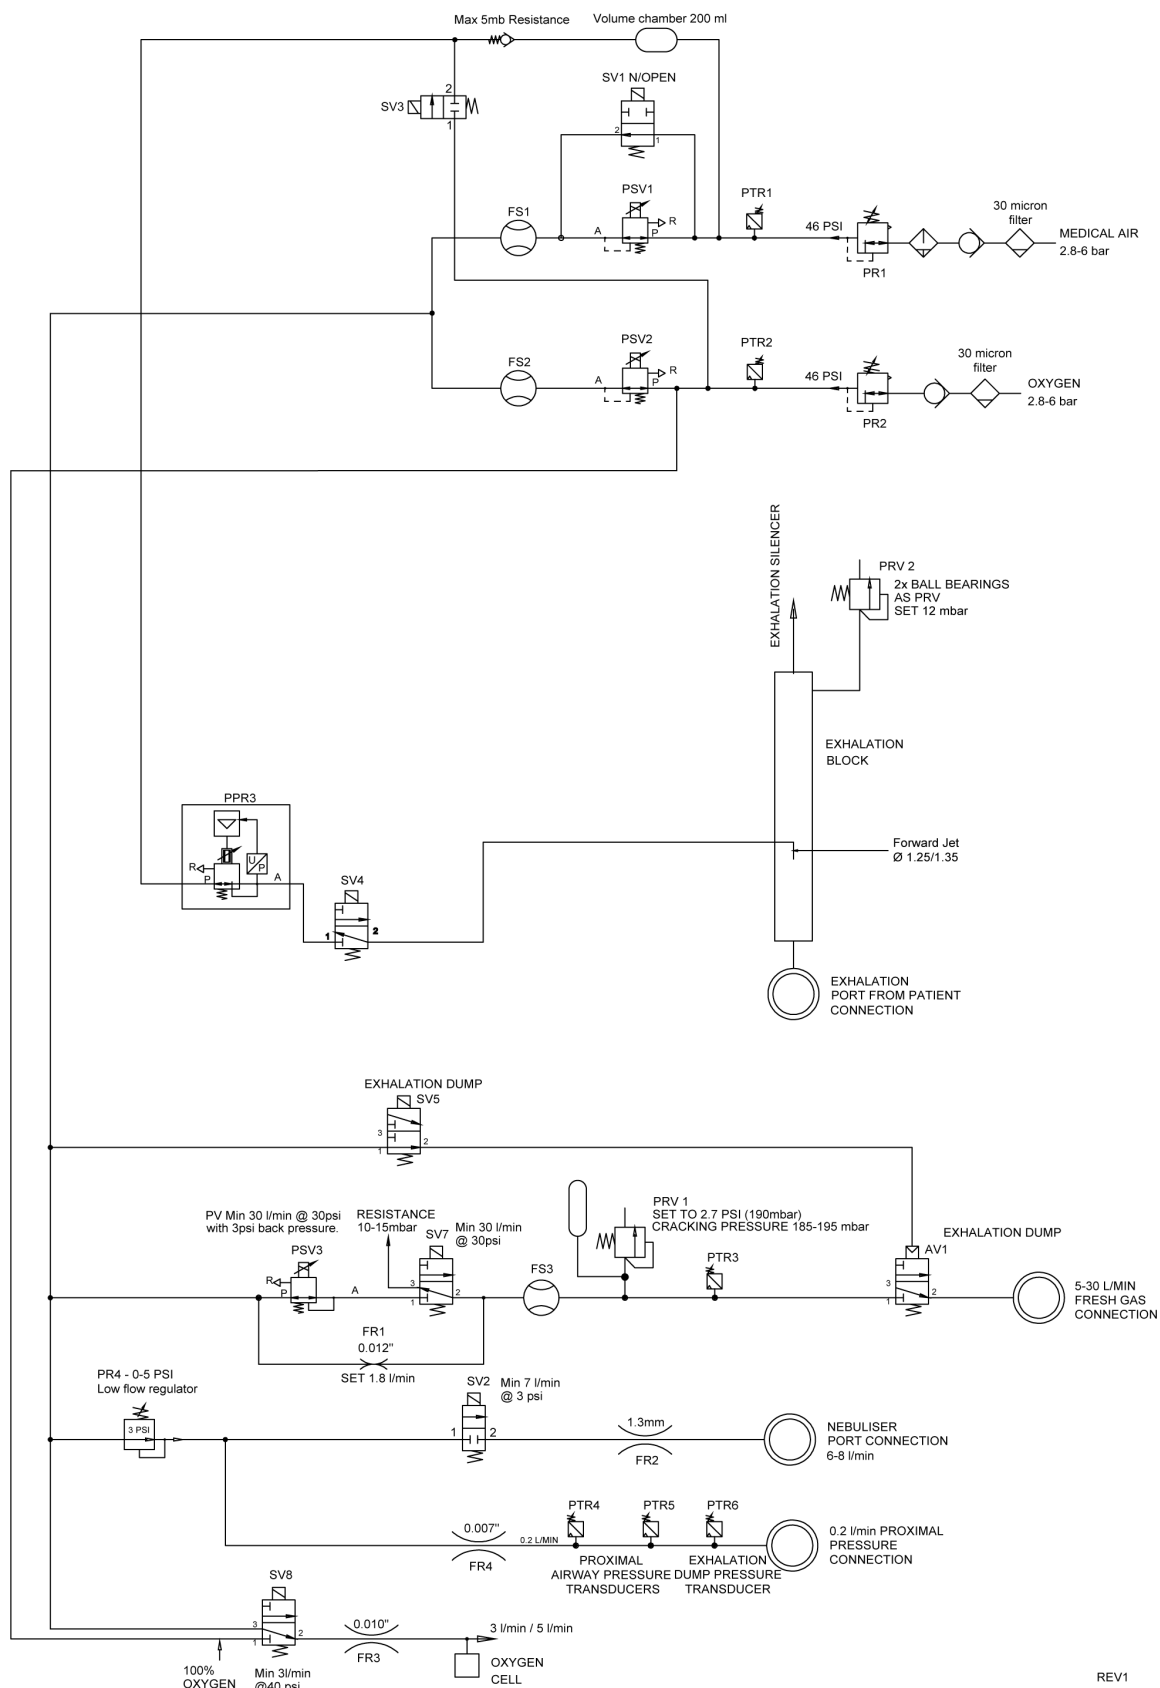 Max 5mb Resistance
Volume chamber 200 ml
SV1 N/OPEN
2
SV3
1
2
1
PSV1
R
PTR1
30 micron
filter
FS1
A
P
46 PSI
MEDICAL AIR
2.8-6 bar
PR1
PSV2
R
PTR2
30 micron
filter
FS2
A
P
46 PSI
OXYGEN
2.8-6 bar
PR2
EXHALATION SILENCER
PRV 2
2x BALL BEARINGS
AS PRV
SET 12 mbar
EXHALATION
BLOCK
PPR3
Forward Jet
Ø 1.25/1.35
U
P
R
P
A
SV4
1
2
EXHALATION
PORT FROM PATIENT
CONNECTION
EXHALATION DUMP
SV5
3
1
2
PV Min 30 l/min @ 30psi
with 3psi back pressure.
RESISTANCE
10-15mbar
Min 30 l/min
@ 30psi
SV7
PRV 1
SET TO 2.7 PSI (190mbar)
CRACKING PRESSURE 185-195 mbar
EXHALATION DUMP
AV1
PSV3
R
P
A
3
1
2
FS3
PTR3
3
1
2
5-30 L/MIN
FRESH GAS
CONNECTION
FR1
0.012"
SET 1.8 l/min
PR4 - 0-5 PSI
Low flow regulator
3 PSI
SV2
Min 7 l/min
@ 3 psi
1
2
1.3mm
FR2
NEBULISER
PORT CONNECTION
6-8 l/min
0.007"
FR4
0.2 L/MIN
PTR4
PTR5
PTR6
PROXIMAL
AIRWAY PRESSURE
TRANSDUCERS
EXHALATION
DUMP PRESSURE
TRANSDUCER
0.2 l/min PROXIMAL
PRESSURE
CONNECTION
SV8
3
1
2
0.010"
FR3
3 l/min / 5 l/min
OXYGEN
CELL
100%
OXYGEN
Min 3l/min
@40 psi
REV1